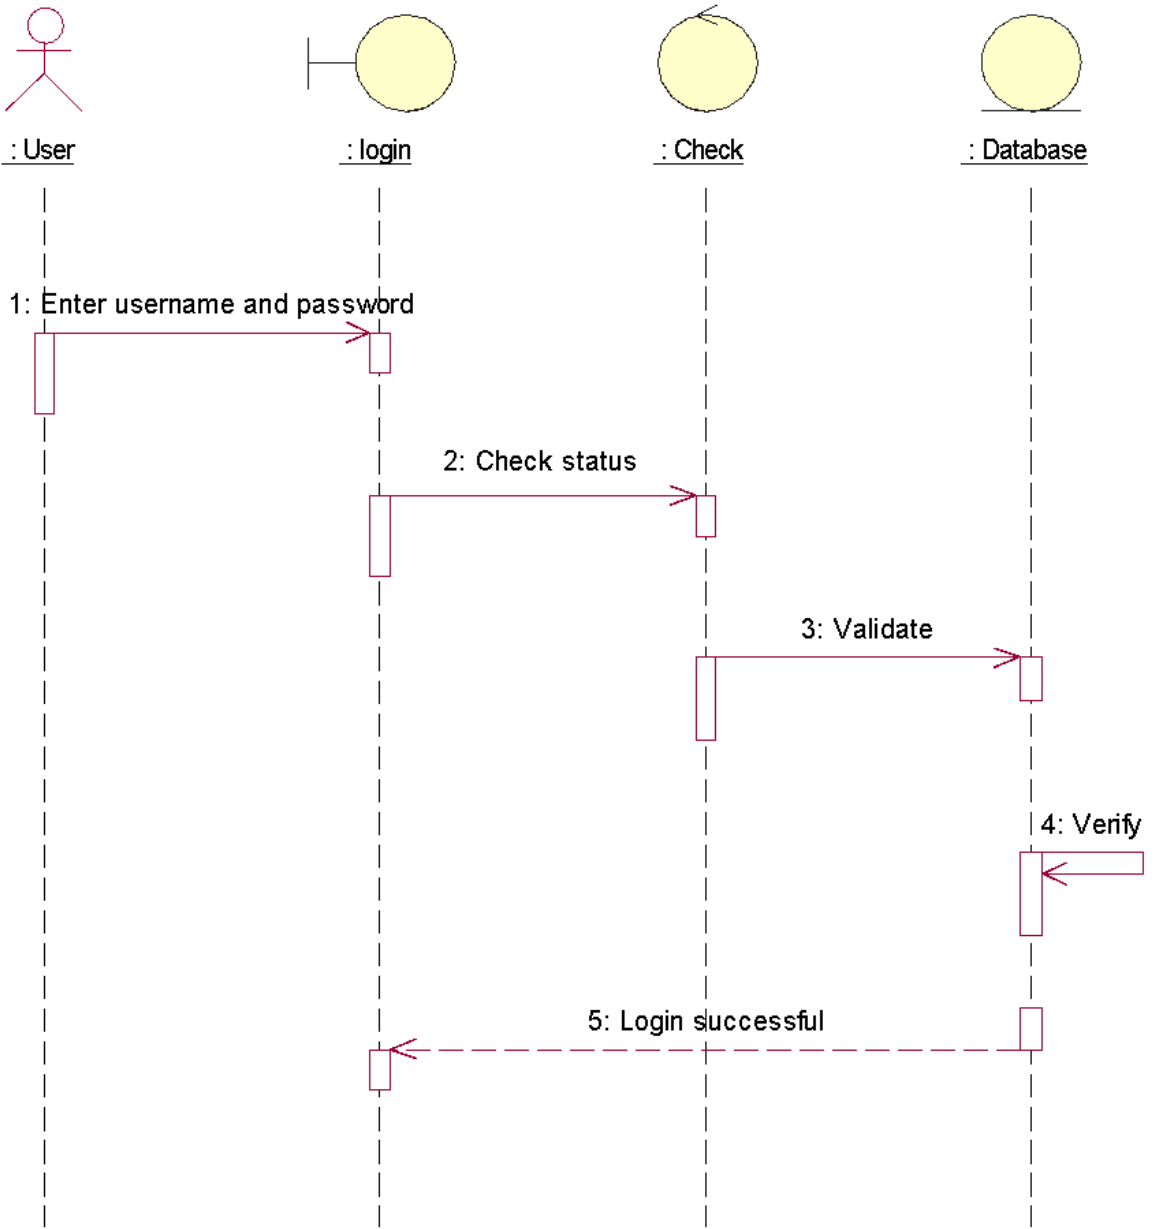 : User
: login
: Check
: Database
1: Enter username and password
2: Check status
3: Validate
4: Verify
5: Login successful